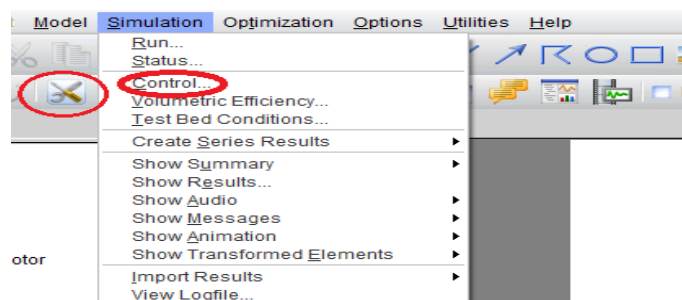 Model Simulation Optimization Options Utilities Help
Run...
Status...
Control...
Volumetric Efficiency...
Test Bed Conditions...
Create Series Results
Show Summary
Show Results...
Show Audio
Show Messages
Show Animation
otor
Show Transformed Elements
Import Results
View Logfile...